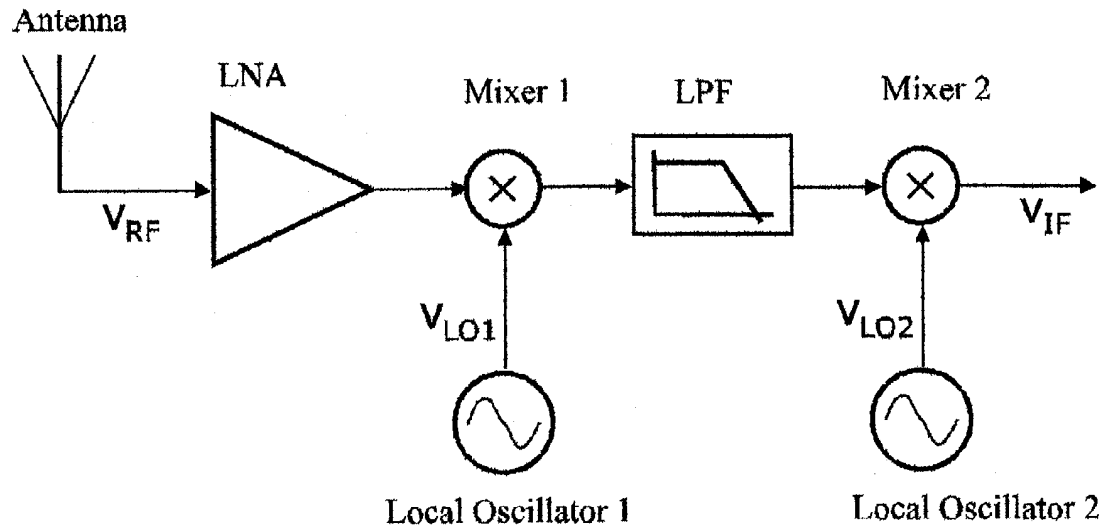 Antenna
LNA
Mixer 1
LPF
Mixer 2
V_RF
V_IF
V_LO1
V_LO2
Local Oscillator 1
Local Oscillator 2